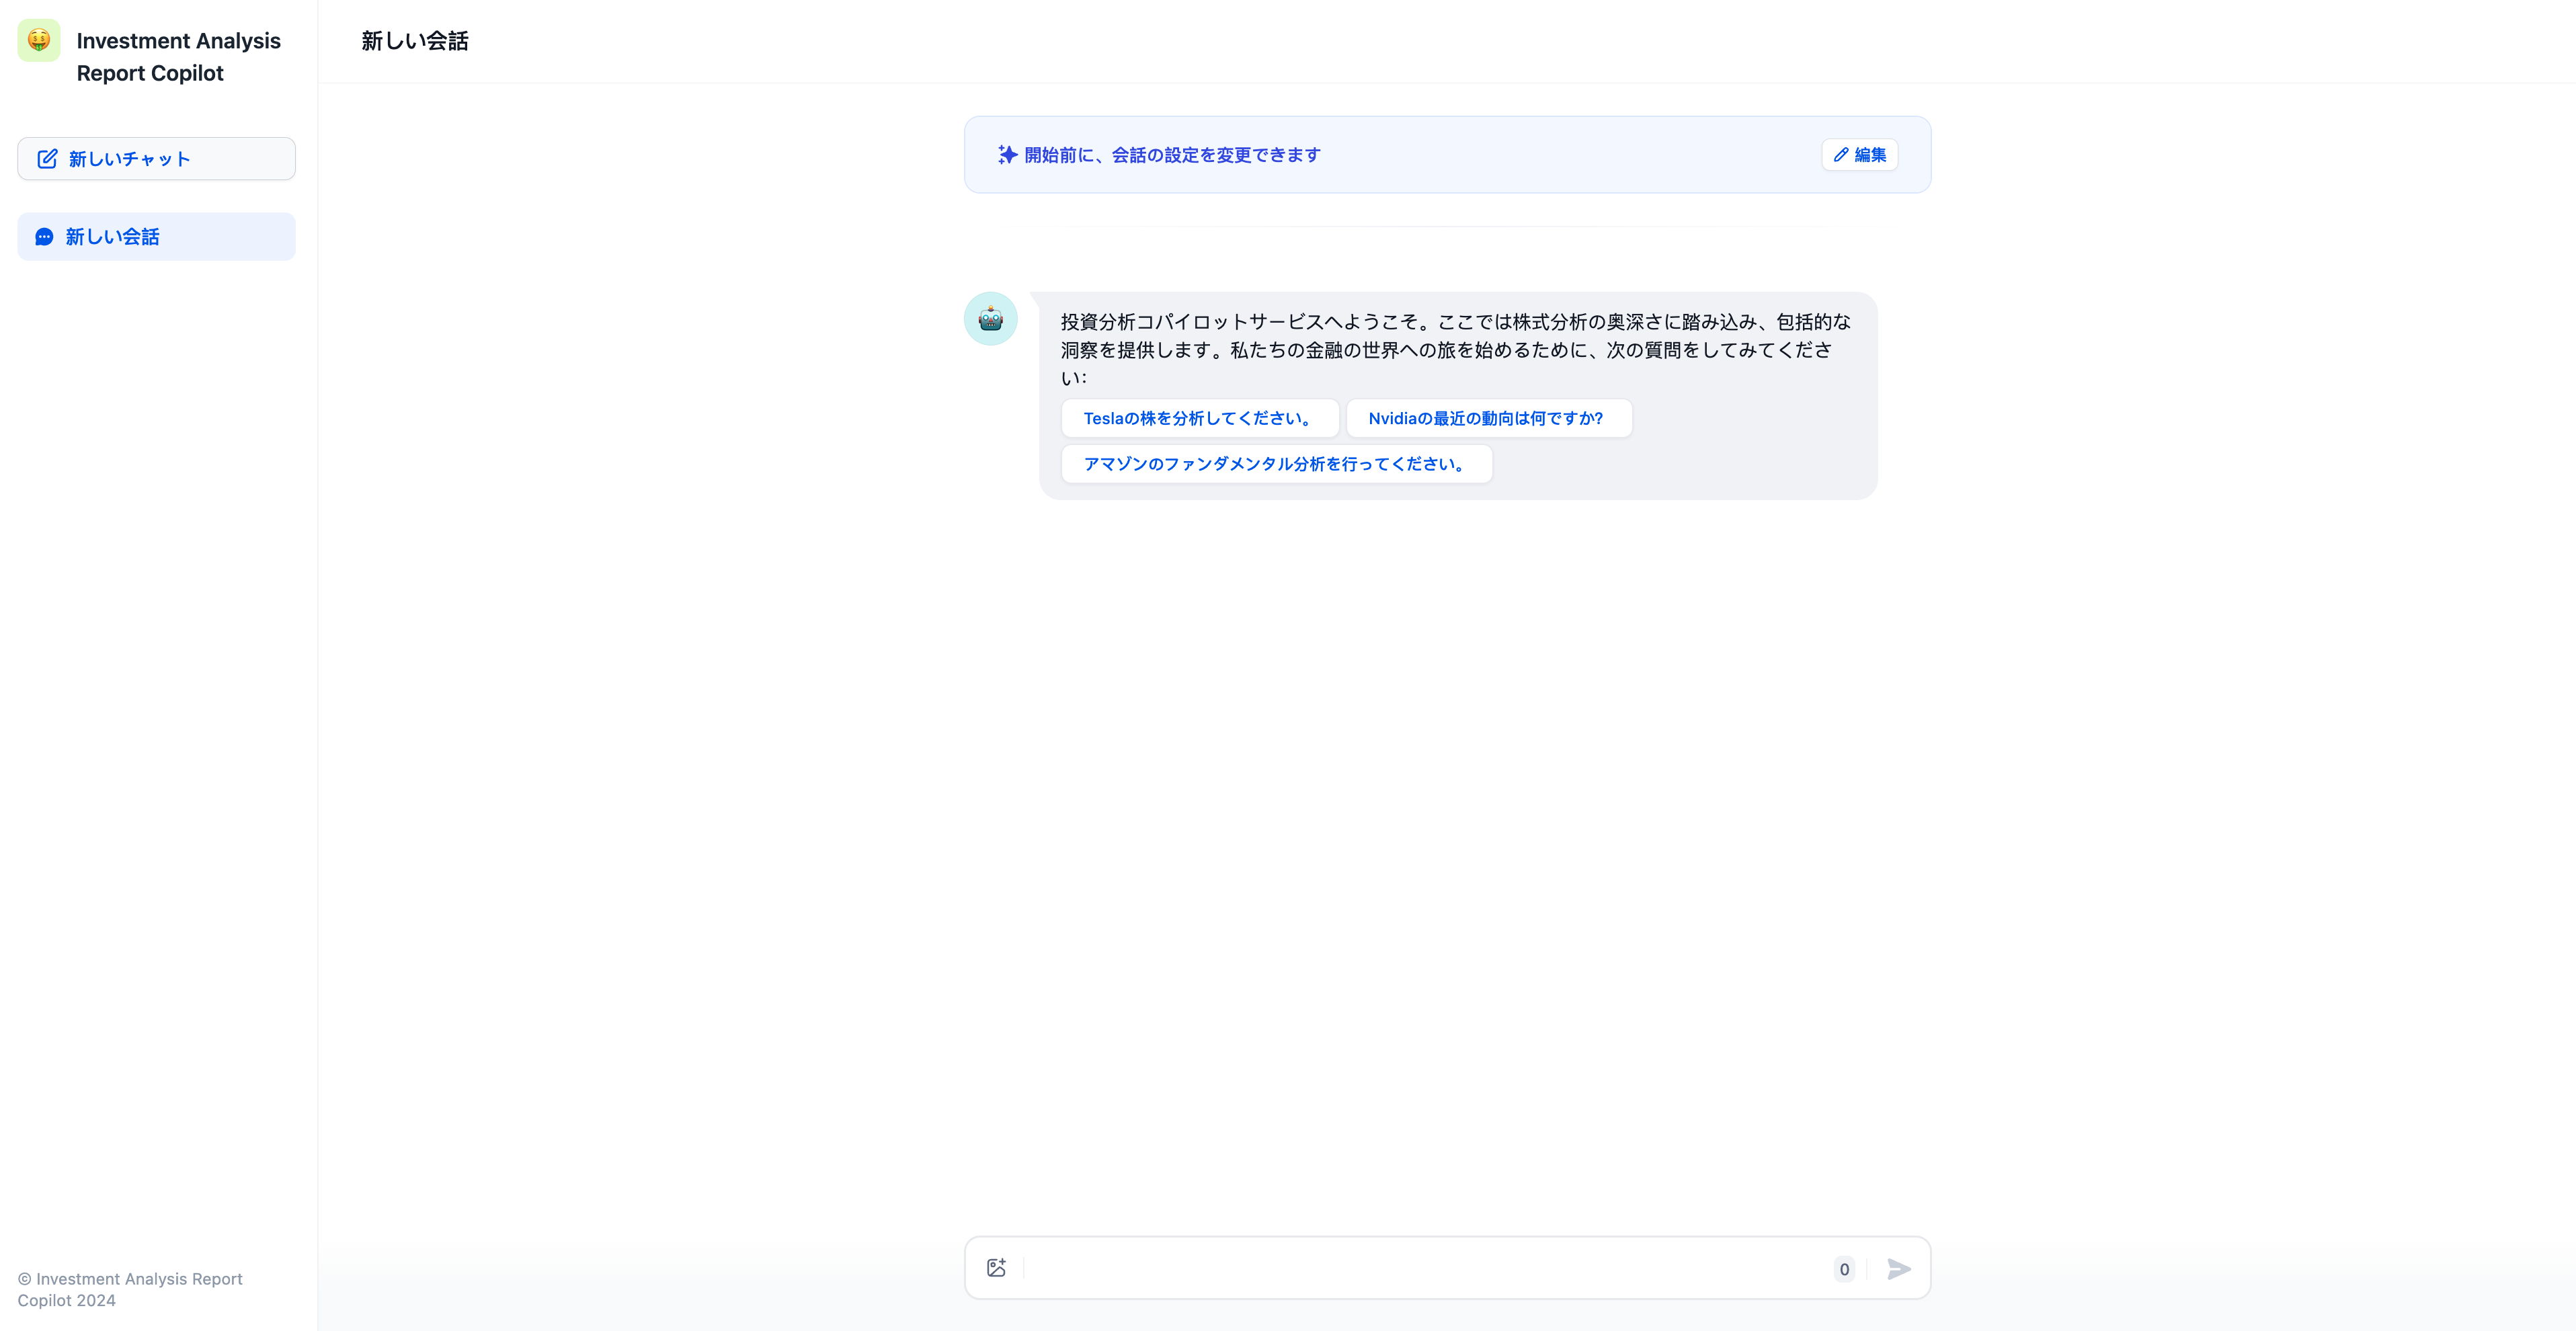 Investment Analysis
Report Copilot
新しいチャット
新しい会話
© Investment Analysis Report
Copilot 2024
新しい会話
開始前に、会話の設定を変更できます
編集
投資分析コパイロットサービスへようこそ。ここでは株式分析の奥深さに踏み込み、包括的な
洞察を提供します。私たちの金融の世界への旅を始めるために、次の質問をしてみてくださ
い：
Teslaの株を分析してください。
Nvidiaの最近の動向は何ですか?
アマゾンのファンダメンタル分析を行ってください。
0